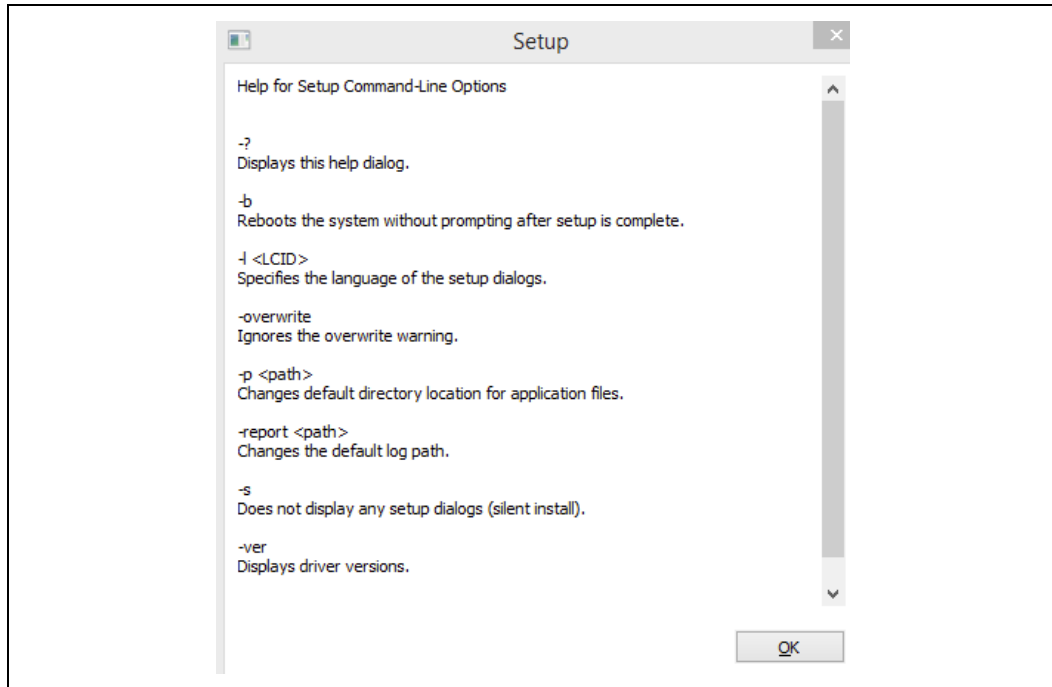 Setup
Help for Setup Command-Line Options
-?
Displays this help dialog.
-b
Reboots the system without prompting after setup is complete.
-l <LCID>
Specifies the language of the setup dialogs.
-overwrite
Ignores the overwrite warning.
-p <path>
Changes default directory location for application files.
-report <path>
Changes the default log path.
-s
Does not display any setup dialogs (silent install).
-ver
Displays driver versions.
OK